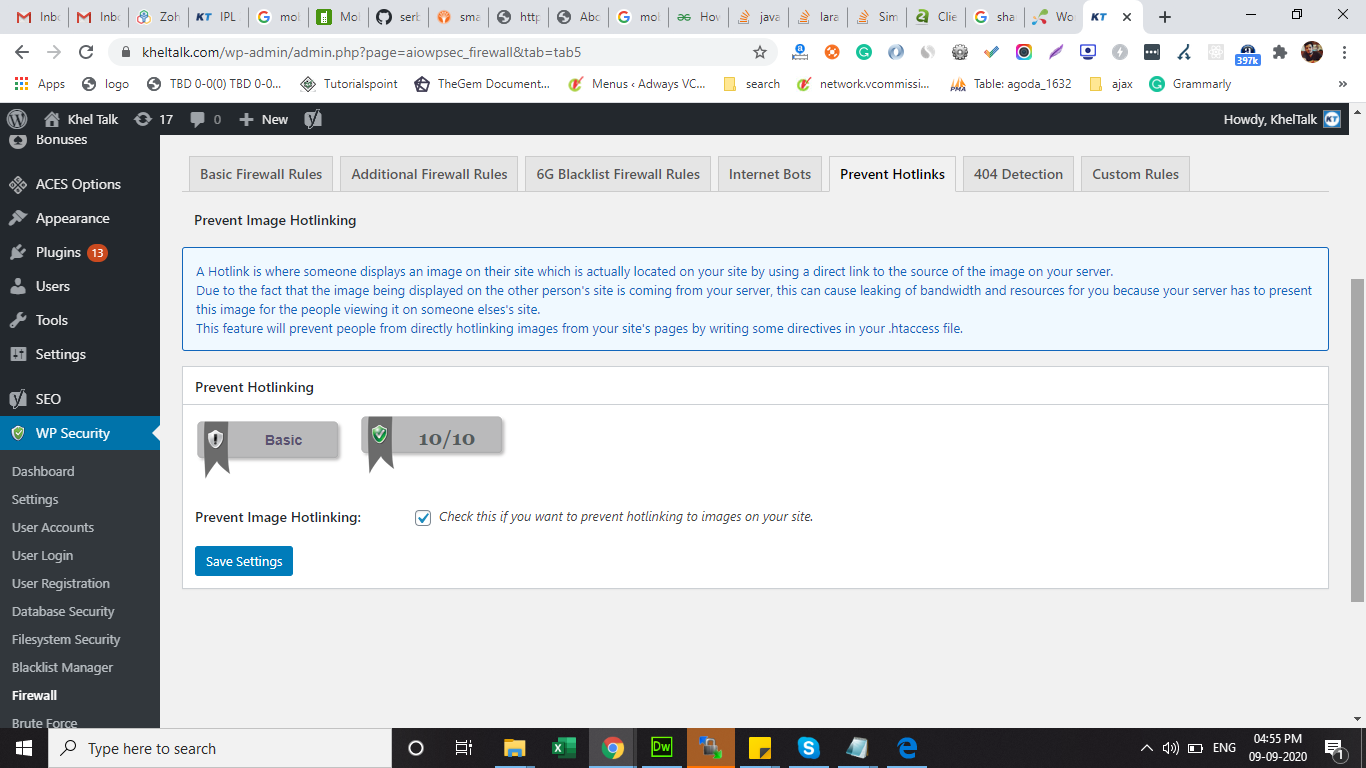 Inbo
Inbo
Zoh
KT IPL
mol
Mol
serl
sma
http
Abc
mol
How
java
lara
Sim
Clie
sha
Wo
KT
kheltalk.com/wp-admin/admin.php?page=aiowpsec_firewall&tab=tab5
397k
Apps
logo
TBD 0-0(0) TBD 0-0...
Tutorialspoint
TheGem Document...
Menus ‹ Adways VC...
search
network.vcommissi...
Table: agoda_1632
ajax
Grammarly
»
Khel Talk
17
0
New
Howdy, KhelTalk
Bonuses
ACES Options
Appearance
Plugins 13
Users
Tools
Settings
SEO
WP Security
Dashboard
Settings
User Accounts
User Login
User Registration
Database Security
Filesystem Security
Blacklist Manager
Firewall
Brute Force
Basic Firewall Rules
Additional Firewall Rules
6G Blacklist Firewall Rules
Internet Bots
Prevent Hotlinks
404 Detection
Custom Rules
Prevent Image Hotlinking
A Hotlink is where someone displays an image on their site which is actually located on your site by using a direct link to the source of the image on your server.
Due to the fact that the image being displayed on the other person's site is coming from your server, this can cause leaking of bandwidth and resources for you because your server has to present
this image for the people viewing it on someone elses's site.
This feature will prevent people from directly hotlinking images from your site's pages by writing some directives in your .htaccess file.
Prevent Hotlinking
Basic
10/10
Prevent Image Hotlinking:
Check this if you want to prevent hotlinking to images on your site.
Save Settings
Type here to search
Dw
ENG
04:55 PM
09-09-2020
1